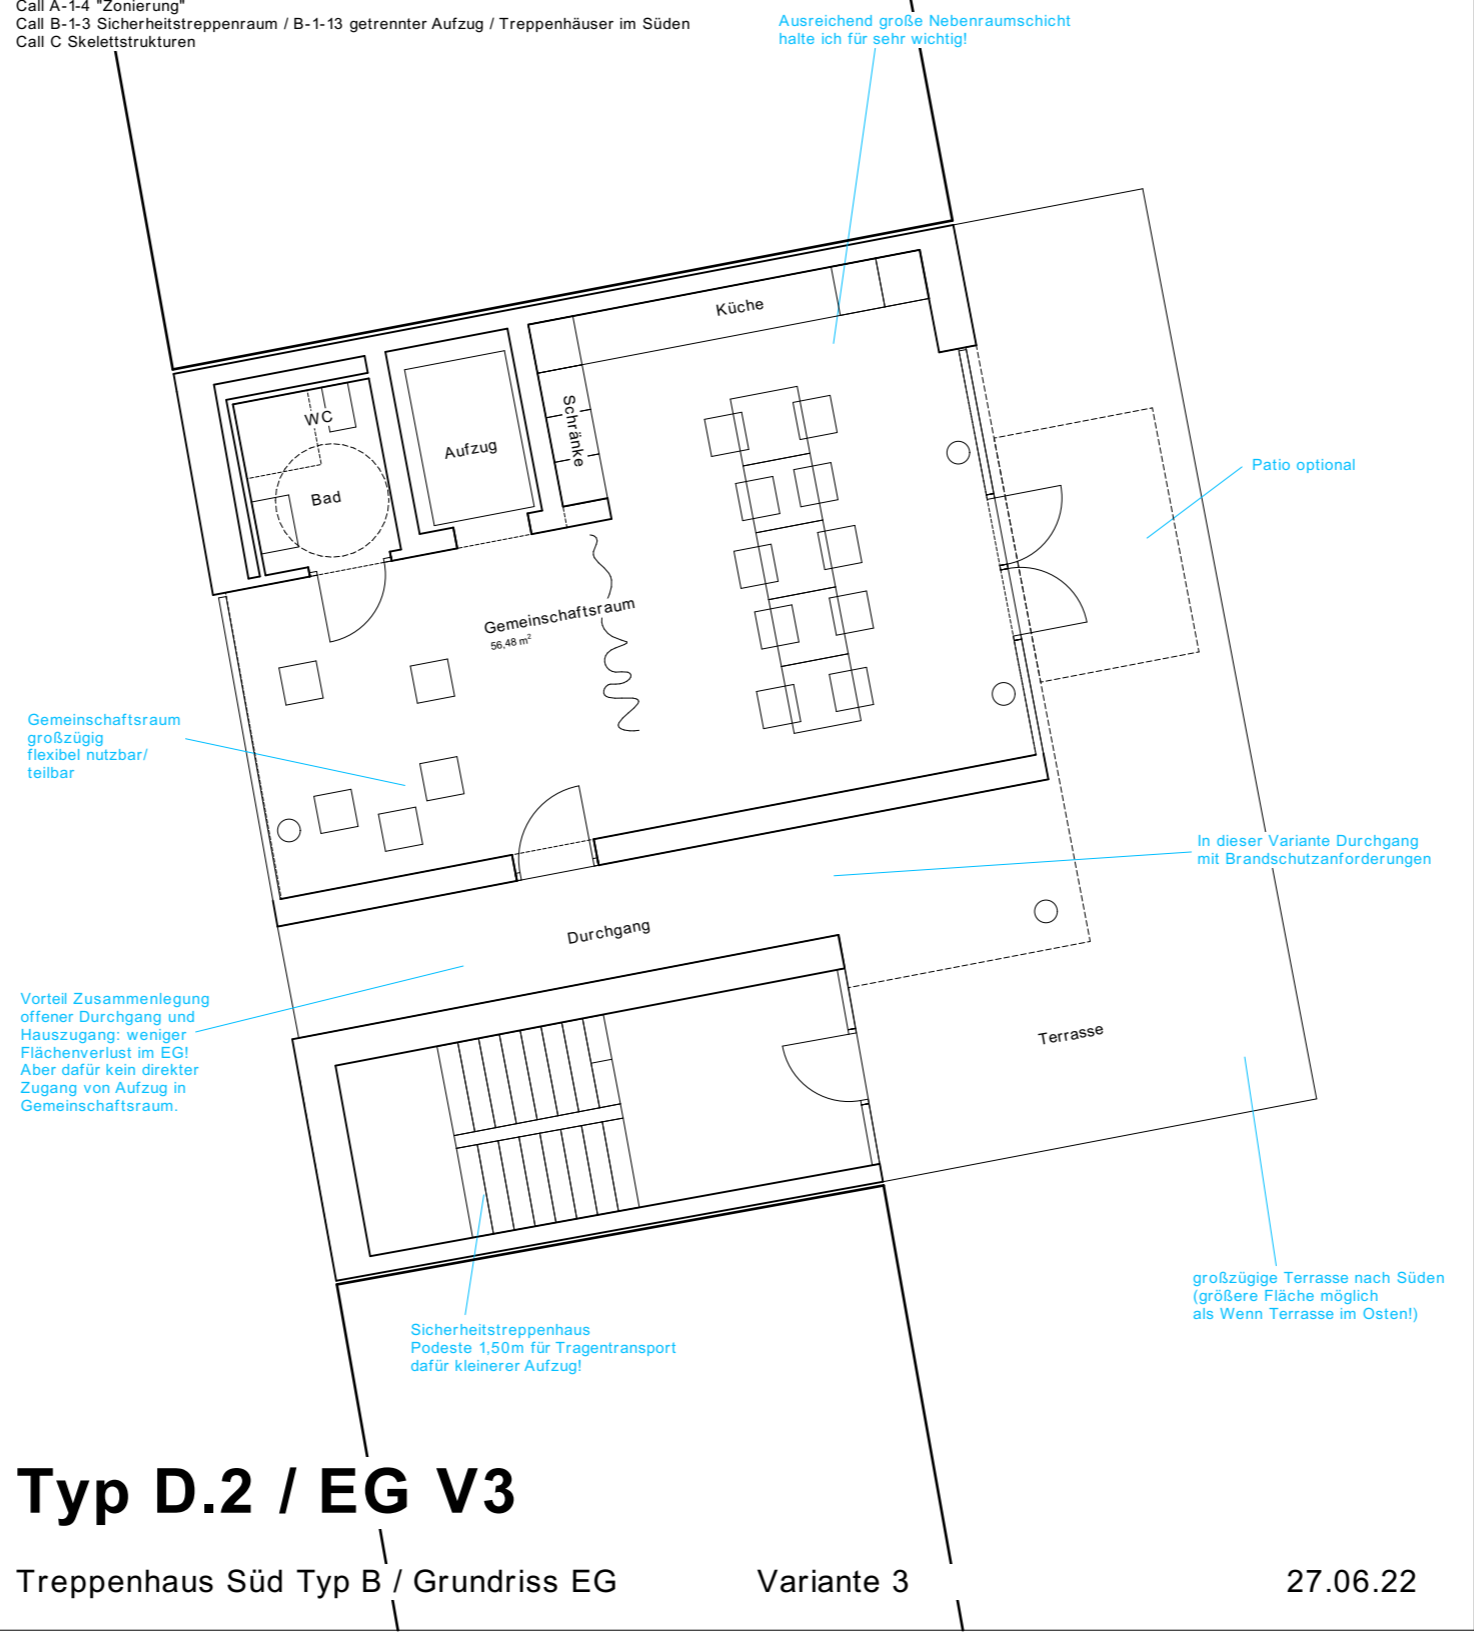 Call A-1-4 "Zonierung"
Call B-1-3 Sicherheitstreppenraum / B-1-13 getrennter Aufzug / Treppenhäuser im Süden
Call C Skelettstrukturen
Ausreichend große Nebenraumschicht
halte ich für sehr wichtig!
Küche
WC
Schränke
Aufzug
Bad
Patio optional
Gemeinschaftsraum
56,48 m²
Gemeinschaftsraum
großzügig
flexibel nutzbar/
teilbar
In dieser Variante Durchgang
mit Brandschutzanforderungen
Durchgang
Vorteil Zusammenlegung
offener Durchgang und
Hauszugang: weniger
Flächenverlust im EG!
Aber dafür kein direkter
Zugang von Aufzug in
Gemeinschaftsraum.
Terrasse
großzügige Terrasse nach Süden
(größere Fläche möglich
als Wenn Terrasse im Osten!)
Sicherheitstreppenhaus
Podeste 1,50m für Tragentransport
dafür kleinerer Aufzug!
Typ D.2 / EG V3
Treppenhaus Süd Typ B / Grundriss EG
Variante 3
27.06.22